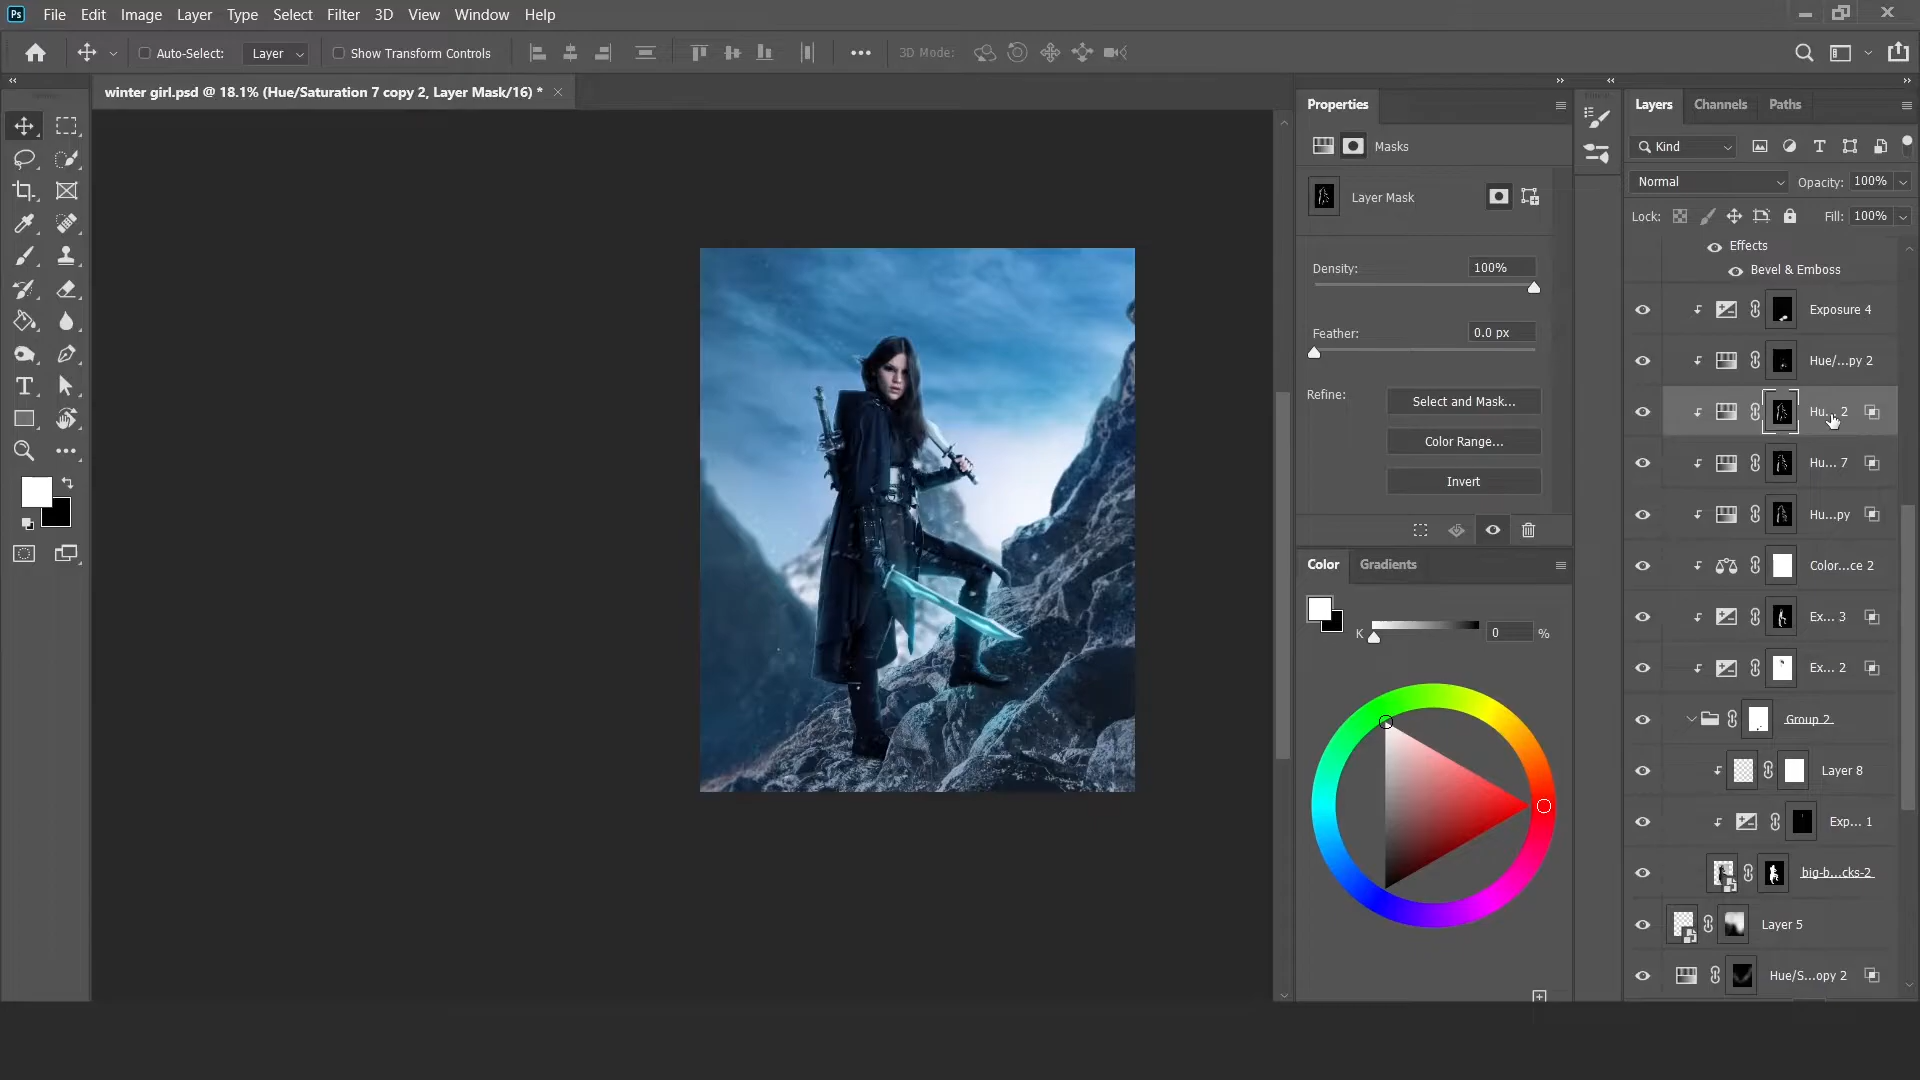 Ps File Edit Image Layer Type Select Filter 3D View Window Help
Auto-Select: Layer Show Transform Controls 3D Mode:
winter girl.psd @ 18.1% (Hue/Saturation 7 copy 2, Layer Mask/16) *
Properties
Masks
Layer Mask
Density: 100%
Feather: 0.0 px
Refine: Select and Mask...
Color Range...
Invert
Color Gradients
K 0 %
Layers Channels Paths
Kind
Normal Opacity: 100%
Lock: Fill: 100%
Effects
Bevel & Emboss
Exposure 4
Hue/...py 2
Hu... 2
Hu... 7
Hu...py
Color...ce 2
Ex... 3
Ex... 2
Group 2
Layer 8
Exp... 1
big-b...cks-2
Layer 5
Hue/S...opy 2